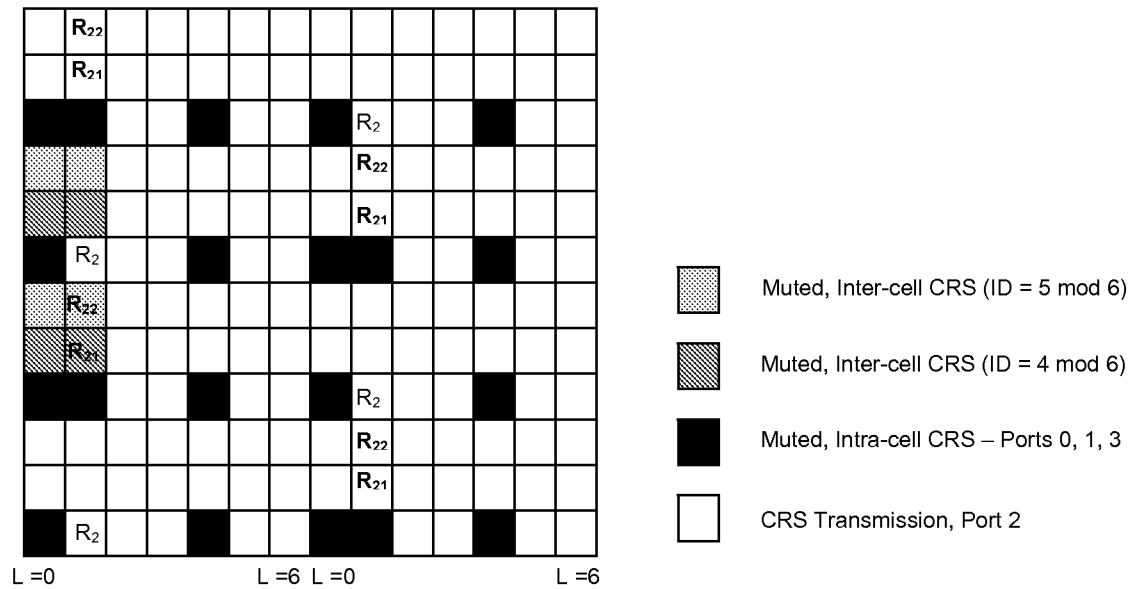 R22
R21
R2
R22
R21
R2
R22
R21
R2
R22
R21
R2
L =0 L =6 L =0 L =6
Muted, Inter-cell CRS (ID = 5 mod 6)
Muted, Inter-cell CRS (ID = 4 mod 6)
Muted, Intra-cell CRS – Ports 0, 1, 3
CRS Transmission, Port 2